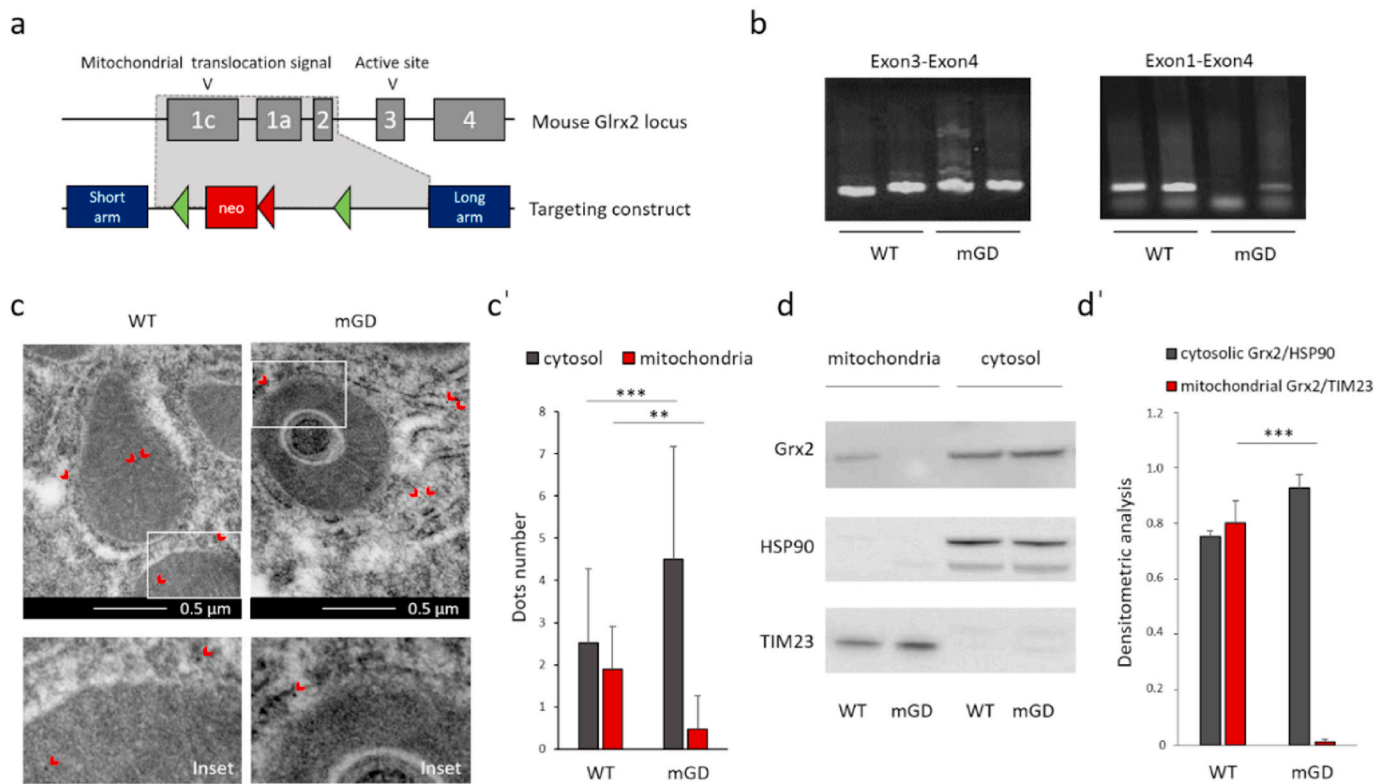 a
Mitochondrial translocation signal
Active site
1c
1a
2
3
4
Mouse Glrx2 locus
Short
arm
neo
Long
arm
Targeting construct
b
Exon3-Exon4
Exon1-Exon4
WT
mGD
WT
mGD
c
WT
mGD
0.5 µm
0.5 µm
Inset
Inset
c'
cytosol
mitochondria
***
**
Dots number
8
7
6
5
4
3
2
1
0
WT
mGD
d
mitochondria
cytosol
Grx2
HSP90
TIM23
WT
mGD
WT
mGD
d'
cytosolic Grx2/HSP90
mitochondrial Grx2/TIM23
***
Densitometric analysis
1.2
1.0
0.8
0.6
0.4
0.2
0
WT
mGD